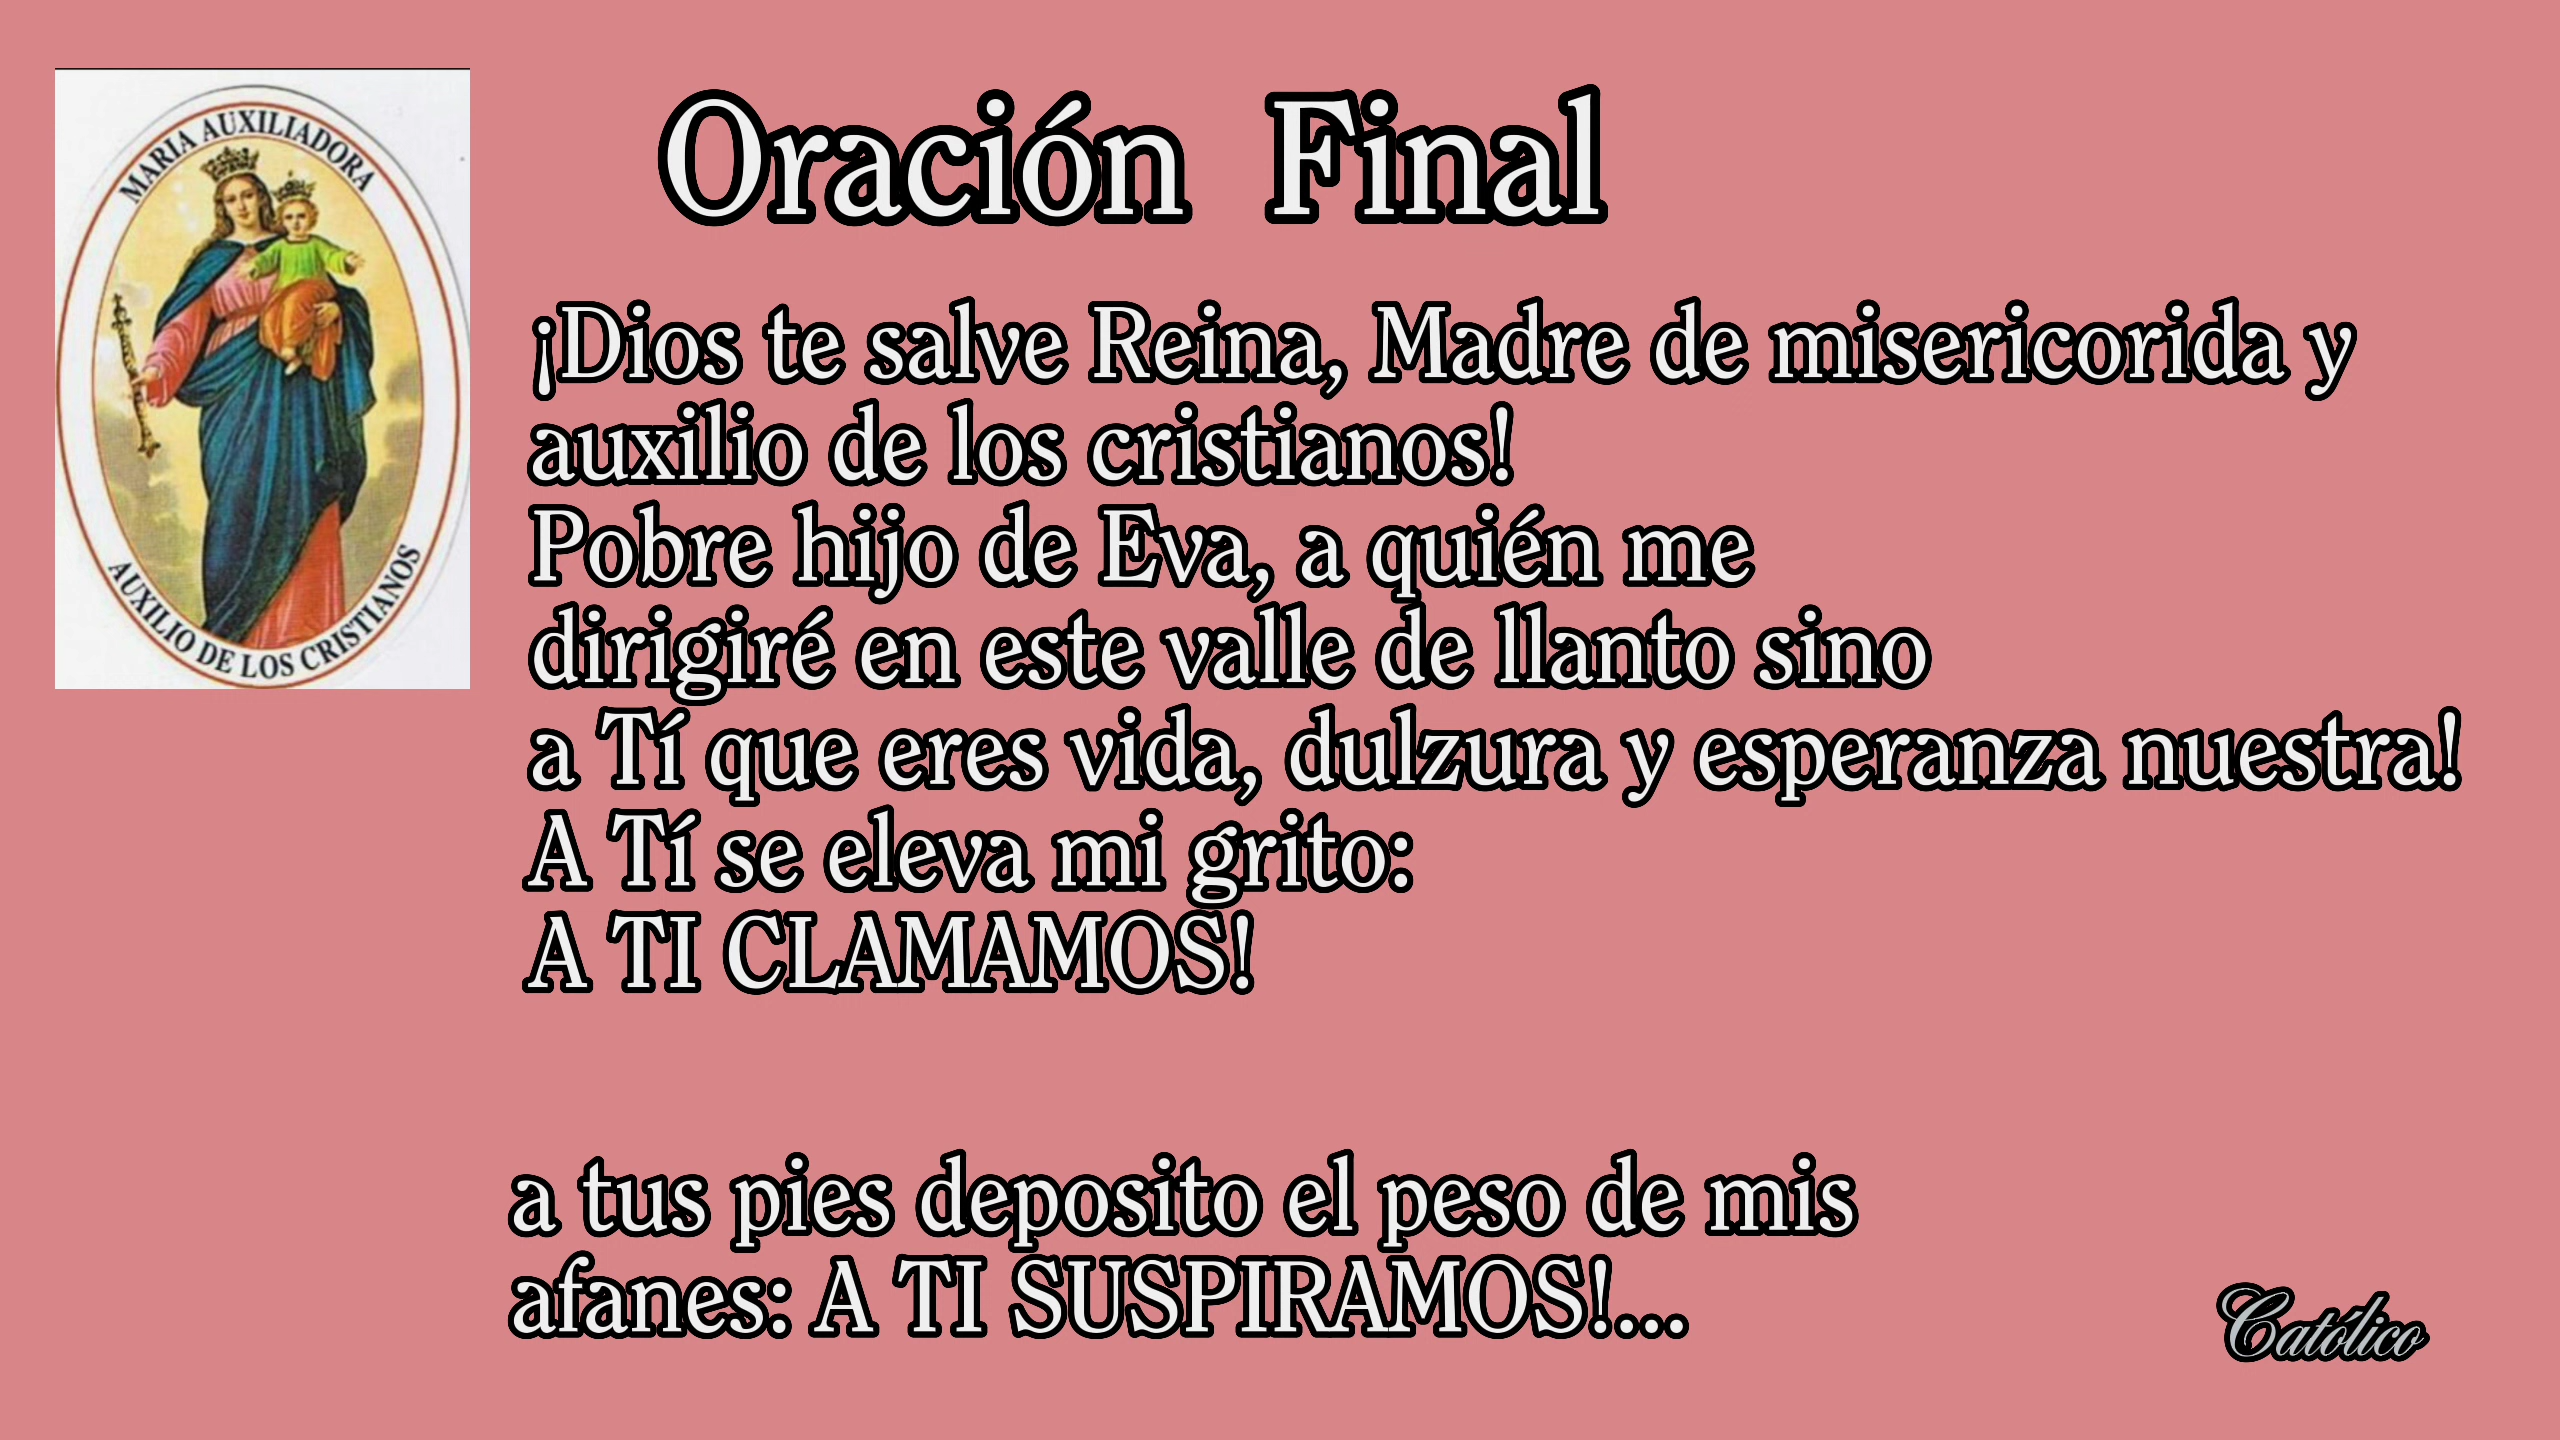 MARIA AUXILIADORA
AUXILIO DE LOS CRISTIANOS
Oración Final
¡Dios te salve Reina, Madre de misericorida y
auxilio de los cristianos!
Pobre hijo de Eva, a quién me
dirigiré en este valle de llanto sino
a Tí que eres vida, dulzura y esperanza nuestra!
A Tí se eleva mi grito:
A TI CLAMAMOS!
a tus pies deposito el peso de mis
afanes: A TI SUSPIRAMOS!...
Católico